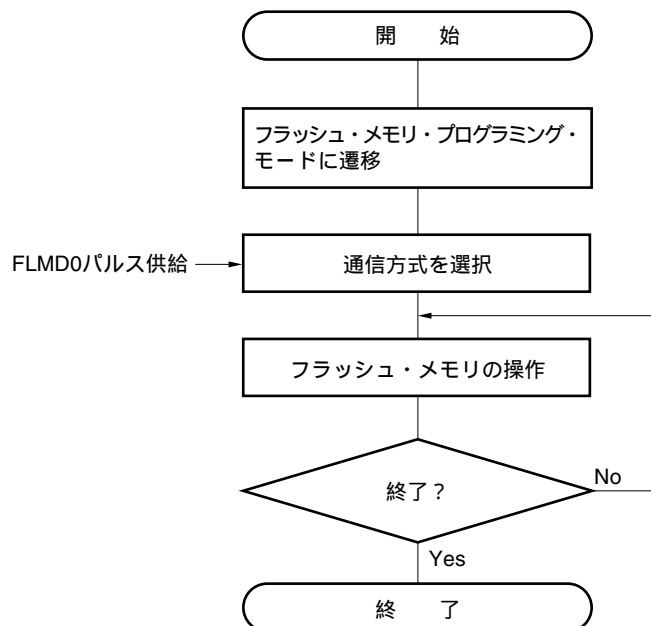 開　始
フラッシュ・メモリ・プログラミング・
モードに遷移
FLMD0パルス供給
通信方式を選択
フラッシュ・メモリの操作
終了？
No
Yes
終　了